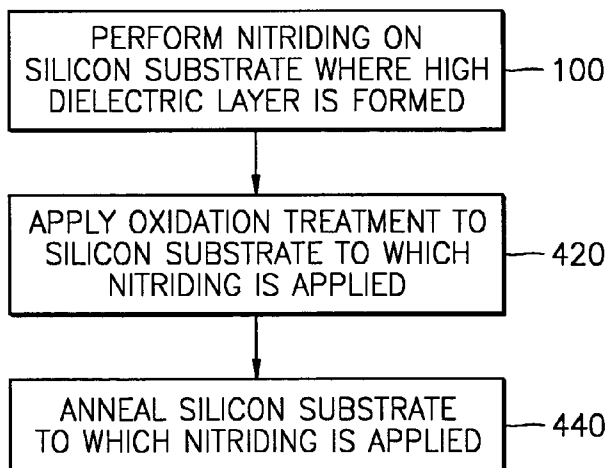 PERFORM NITRIDING ON
SILICON SUBSTRATE WHERE HIGH
DIELECTRIC LAYER IS FORMED
100
APPLY OXIDATION TREATMENT TO
SILICON SUBSTRATE TO WHICH
NITRIDING IS APPLIED
420
ANNEAL SILICON SUBSTRATE
TO WHICH NITRIDING IS APPLIED
440